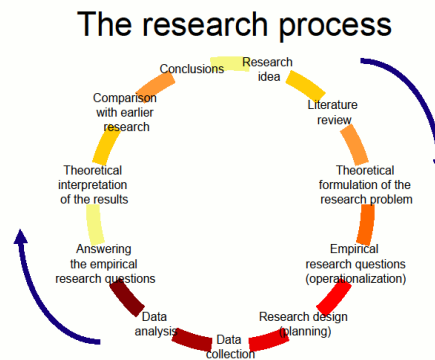 The research process
Research
idea
Literature
review
Theoretical
formulation of the
research problem
Empirical
research questions
(operationalization)
Research design
(planning)
Data
collection
Data
analysis
Answering
the empirical
research questions
Theoretical
interpretation
of the results
Comparison
with earlier
research
Conclusions